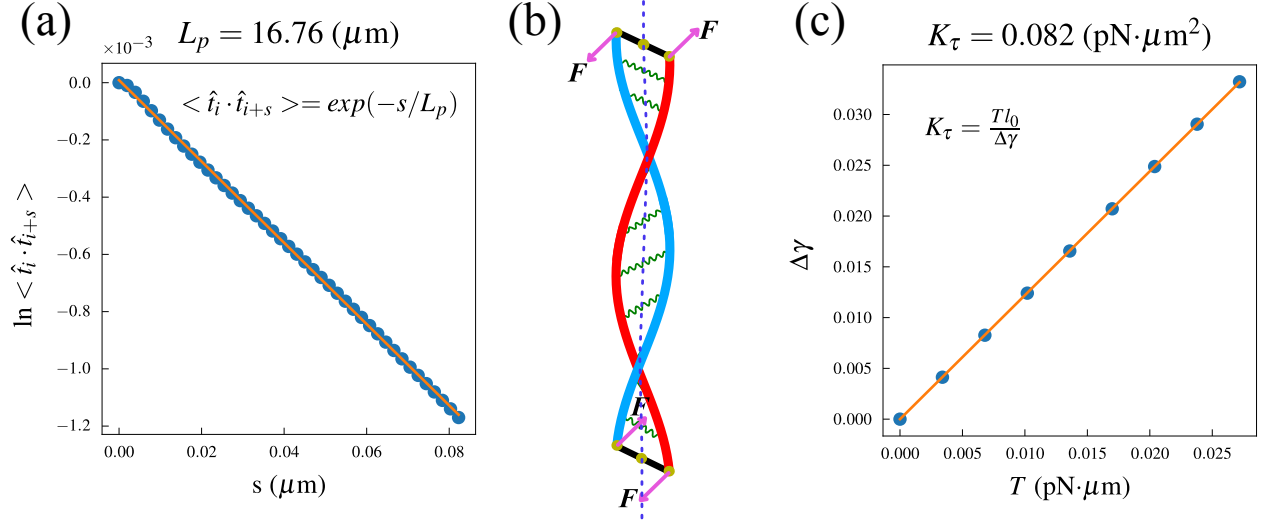 (a)
L_p = 16.76 (μm)
×10⁻³
0.0
−0.2
−0.4
−0.6
−0.8
−1.0
−1.2
ln < t̂_i · t̂_{i+s} >
< t̂_i · t̂_{i+s} >= exp(−s/L_p)
0.00 0.02 0.04 0.06 0.08
s (μm)
(b)
F
F
F
F
(c)
K_τ = 0.082 (pN·μm²)
0.030
0.025
0.020
0.015
0.010
0.005
0.000
Δγ
K_τ = Tl₀/Δγ
0.000 0.005 0.010 0.015 0.020 0.025
T (pN·μm)